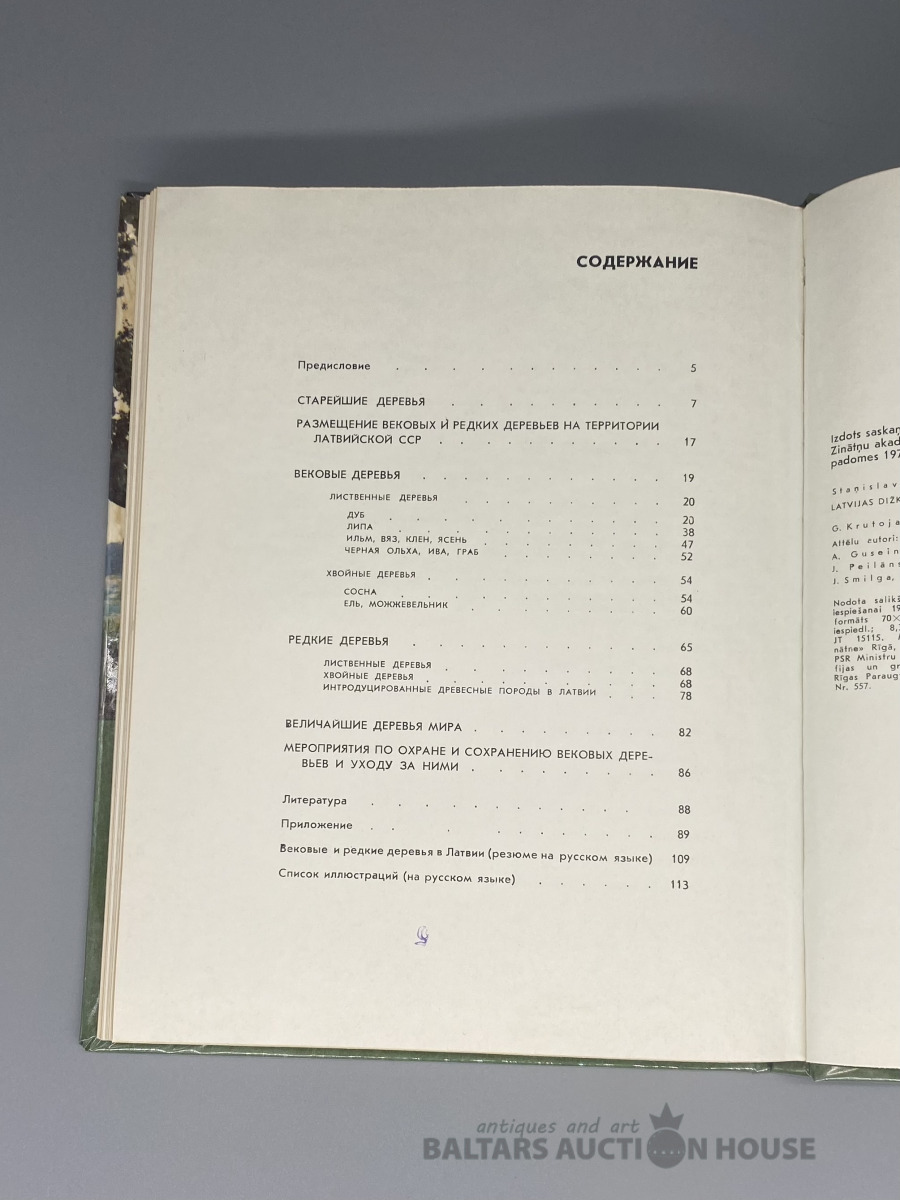 СОДЕРЖАНИЕ
Предисловие . . . . . . . . . . . . 5
СТАРЕЙШИЕ ДЕРЕВЬЯ . . . . . . . . . 7
РАЗМЕЩЕНИЕ ВЕКОВЫХ И РЕДКИХ ДЕРЕВЬЕВ НА ТЕРРИТОРИИ
ЛАТВИЙСКОЙ ССР . . . . . . . . . . 17
ВЕКОВЫЕ ДЕРЕВЬЯ . . . . . . . . . . 19
ЛИСТВЕННЫЕ ДЕРЕВЬЯ . . . . . . . . 20
ДУБ . . . . . . . . . . . 20
ЛИПА . . . . . . . . . . 38
ИЛЬМ, ВЯЗ, КЛЕН, ЯСЕНЬ . . . . . . . 47
ЧЕРНАЯ ОЛЬХА, ИВА, ГРАБ . . . . . . 52
ХВОЙНЫЕ ДЕРЕВЬЯ . . . . . . . . . 54
СОСНА . . . . . . . . . . 54
ЕЛЬ, МОЖЖЕВЕЛЬНИК . . . . . . . 60
РЕДКИЕ ДЕРЕВЬЯ . . . . . . . . . 65
ЛИСТВЕННЫЕ ДЕРЕВЬЯ . . . . . . . . 68
ХВОЙНЫЕ ДЕРЕВЬЯ . . . . . . . . . 68
ИНТРОДУЦИРОВАННЫЕ ДРЕВЕСНЫЕ ПОРОДЫ В ЛАТВИИ . . . 78
ВЕЛИЧАЙШИЕ ДЕРЕВЬЯ МИРА . . . . . . . . 82
МЕРОПРИЯТИЯ ПО ОХРАНЕ И СОХРАНЕНИЮ ВЕКОВЫХ ДЕРЕ-
ВЬЕВ И УХОДУ ЗА НИМИ . . . . . . . . 86
Литература . . . . . . . . . . . 88
Приложение . . . . . . . . . . 89
Вековые и редкие деревья в Латвии (резюме на русском языке) 109
Список иллюстраций (на русском языке) . . . . . . 113
Izdots saskaņ
Zinātņu akad
padomes 197
Staņislav
LATVIJAS DIŽK
G. Krutoja
Attēlu autori:
A. Gusein
J. Peilān
J. Smilga,
Nodota salikš
iespiešanai 19
formāts 70×
iespiedl.; 8,
JT 15115. M
nātne» Rīgā,
PSR Ministru
fijas un gr
Rīgas Paraug
Nr. 557.
antiques and art
BALTARS AUCTION HOUSE